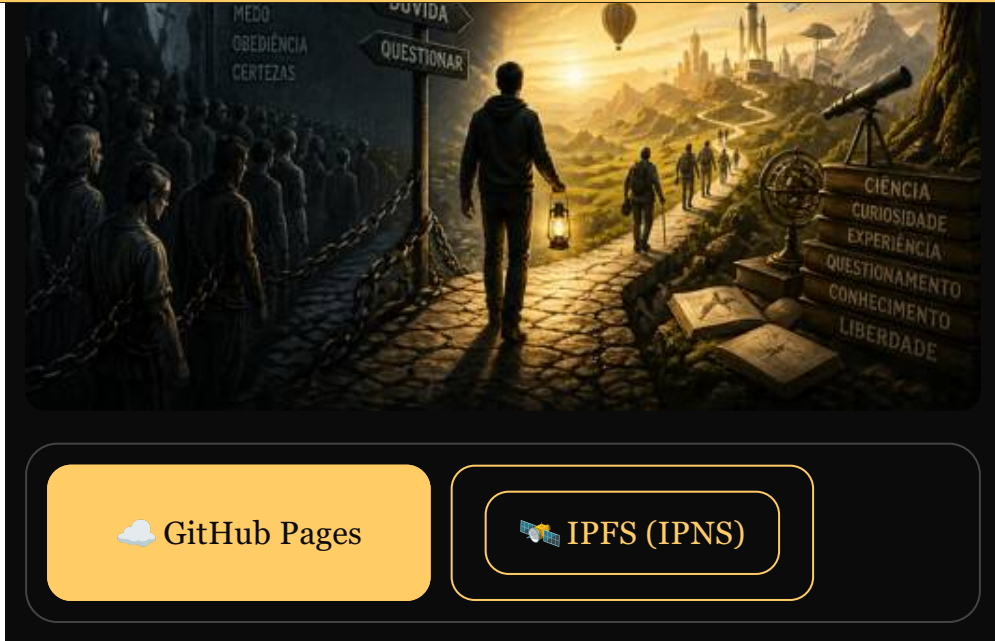 MEDO
OBEDIÊNCIA
CERTEZAS
DÚVIDA
QUESTIONAR
CIÊNCIA
CURIOSIDADE
EXPERIÊNCIA
QUESTIONAMENTO
CONHECIMENTO
LIBERDADE
☁️ GitHub Pages
🛰️ IPFS (IPNS)